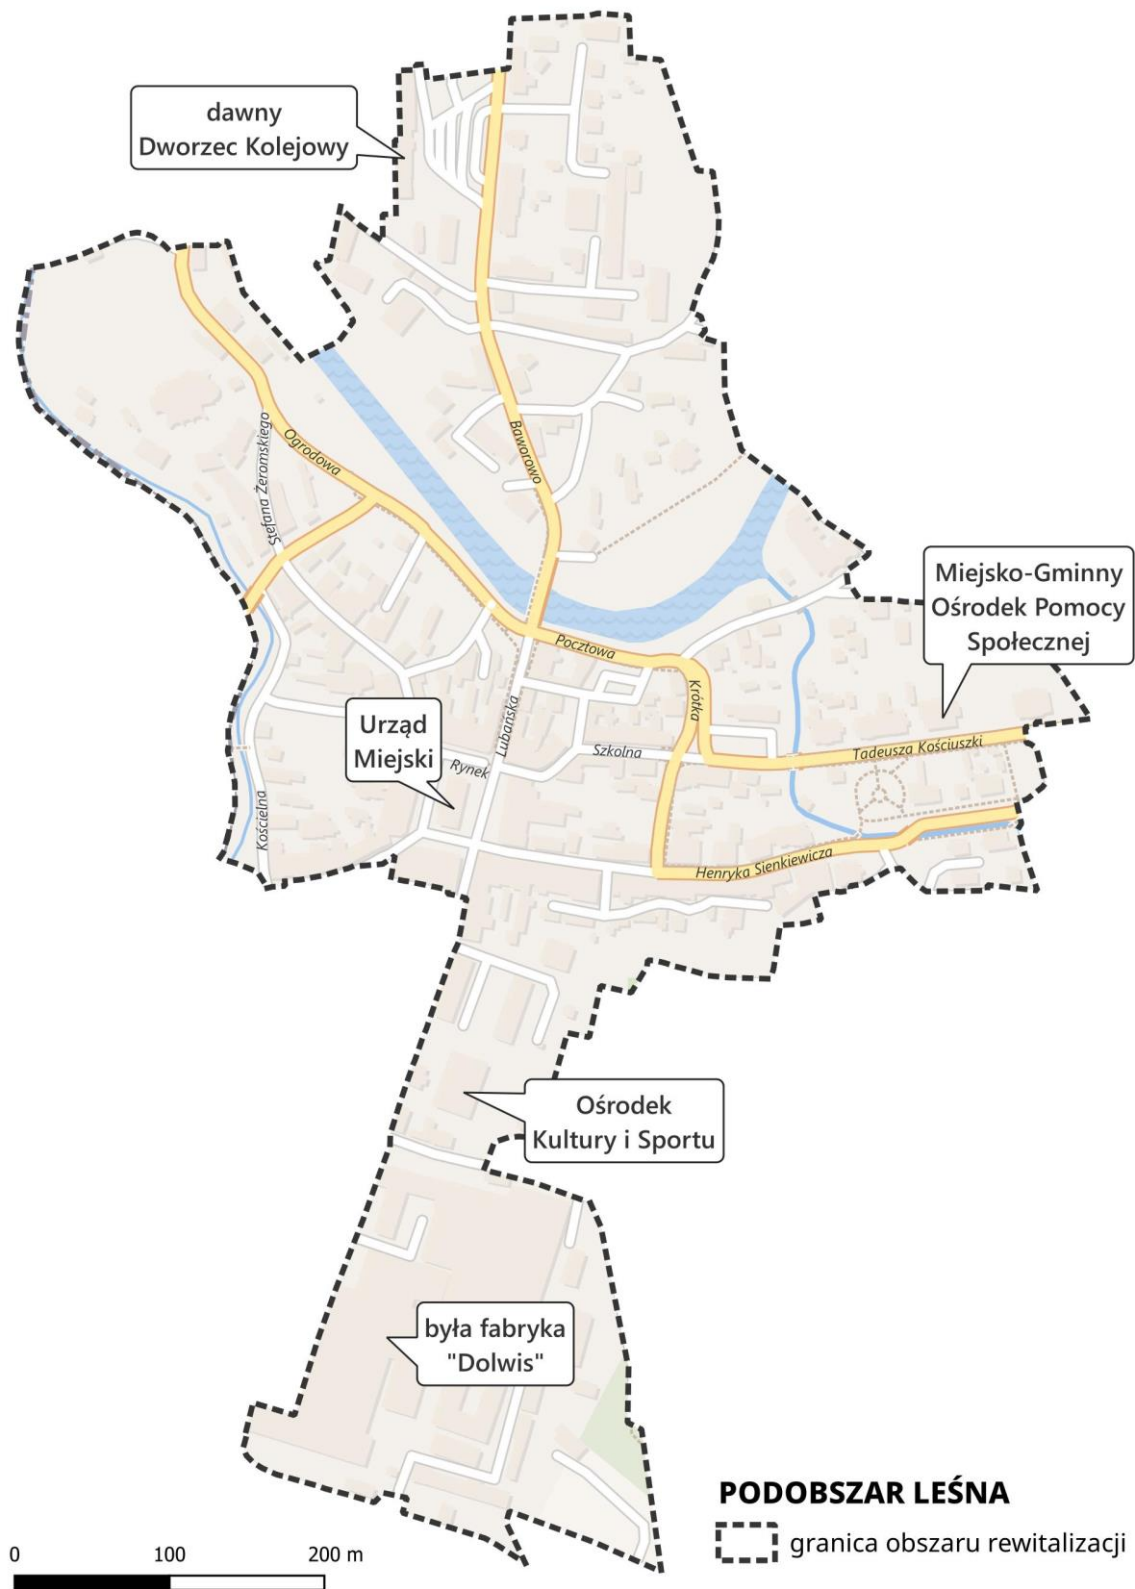 dawny
Dworzec Kolejowy
Baworowo
Ogrodowa
Stefana Żeromskiego
Miejsko-Gminny
Ośrodek Pomocy
Społecznej
Pocztowa
Krótka
Lubańska
Urząd
Miejski
Rynek
Szkolna
Tadeusza Kościuszki
Kościelna
Henryka Sienkiewicza
Ośrodek
Kultury i Sportu
była fabryka
"Dolwis"
PODOBSZAR LEŚNA
granica obszaru rewitalizacji
0 100 200 m